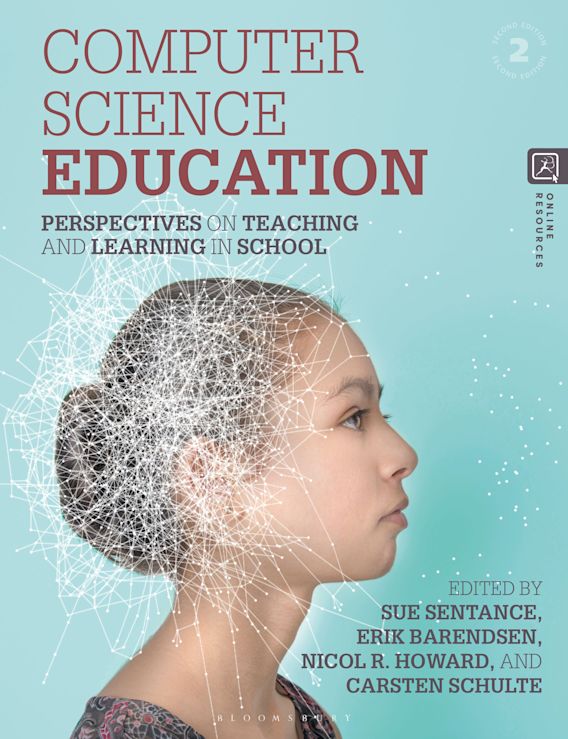 COMPUTER
SCIENCE
EDUCATION
PERSPECTIVES ON TEACHING
AND LEARNING IN SCHOOL
SECOND EDITION
2
SECOND EDITION
ONLINE
RESOURCES
EDITED BY
SUE SENTANCE,
ERIK BARENDSEN,
NICOL R. HOWARD, AND
CARSTEN SCHULTE
BLOOMSBURY